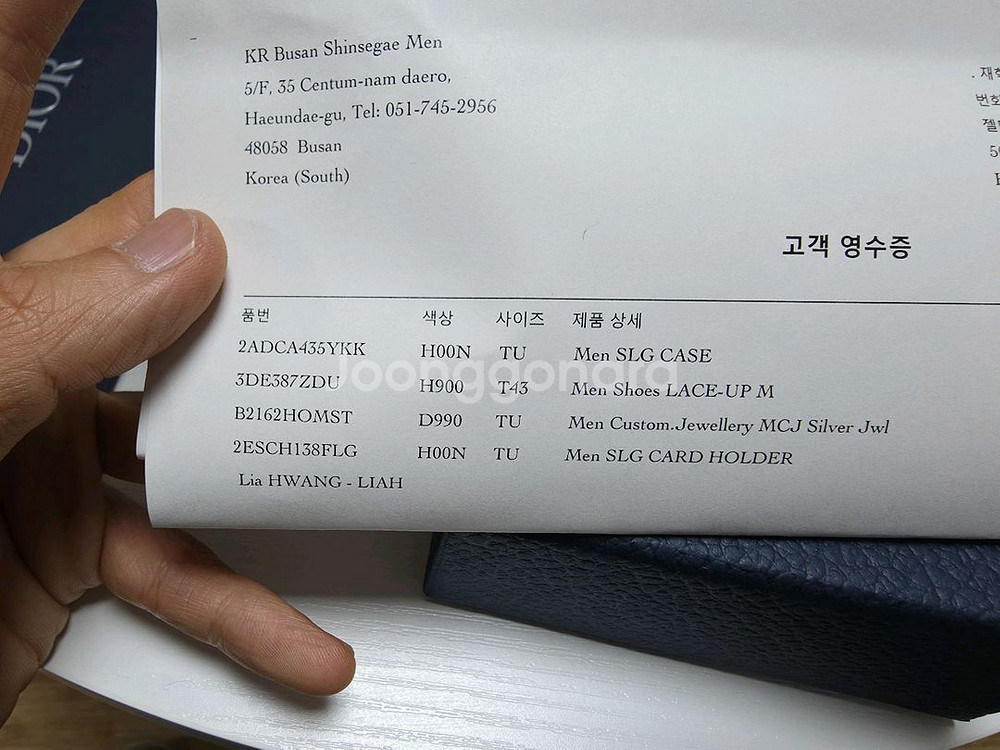 DIOR
KR Busan Shinsegae Men
5/F, 35 Centum-nam daero,
Haeundae-gu, Tel: 051-745-2956
48058 Busan
Korea (South)
고객 영수증
품번 색상 사이즈 제품 상세
2ADCA435YKK H00N TU Men SLG CASE
3DE387ZDU H900 T43 Men Shoes LACE-UP M
B2162HOMST D990 TU Men Custom.Jewellery MCJ Silver Jwl
2ESCH138FLG H00N TU Men SLG CARD HOLDER
Lia HWANG - LIAH
Joonggonara